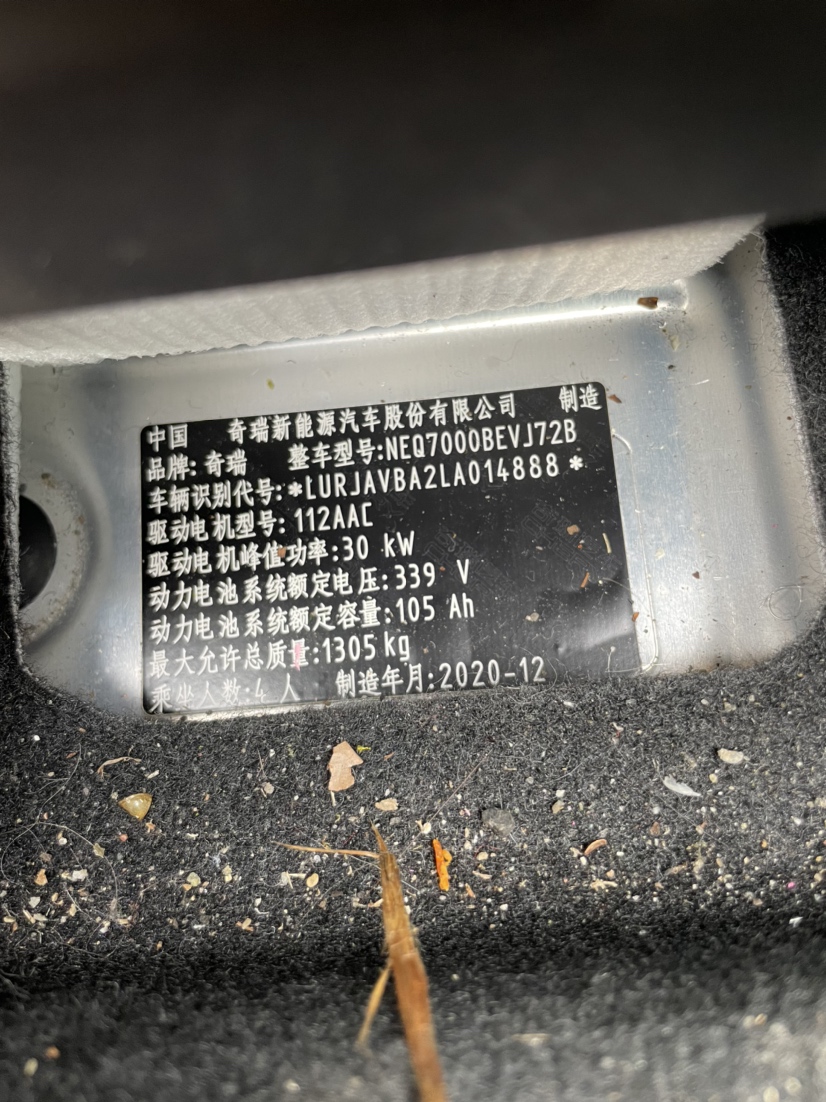 中国 奇瑞新能源汽车股份有限公司 制造
品牌: 奇瑞 整车型号:NEQ7000BEVJ72B
车辆识别代号:*LURJAVBA2LA014888*
驱动电机型号: 112AAC
驱动电机峰值功率:30 kW
动力电池系统额定电压:339 V
动力电池系统额定容量:105 Ah
最大允许总质量:1305kg
乘坐人数:4 人 制造年月:2020-12